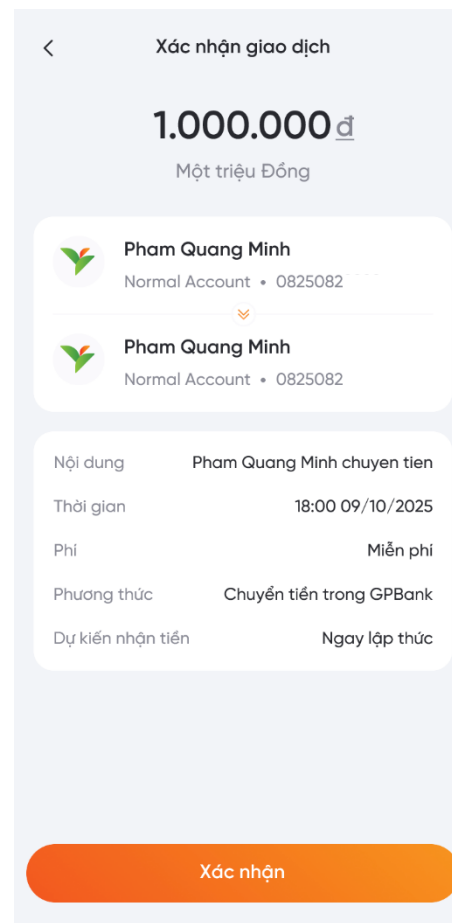 Xác nhận giao dịch
1.000.000 đ
Một triệu Đồng
Pham Quang Minh
Normal Account • 0825082
Pham Quang Minh
Normal Account • 0825082
Nội dung Pham Quang Minh chuyen tien
Thời gian 18:00 09/10/2025
Phí Miễn phí
Phương thức Chuyển tiền trong GPBank
Dự kiến nhận tiền Ngay lập thức
Xác nhận